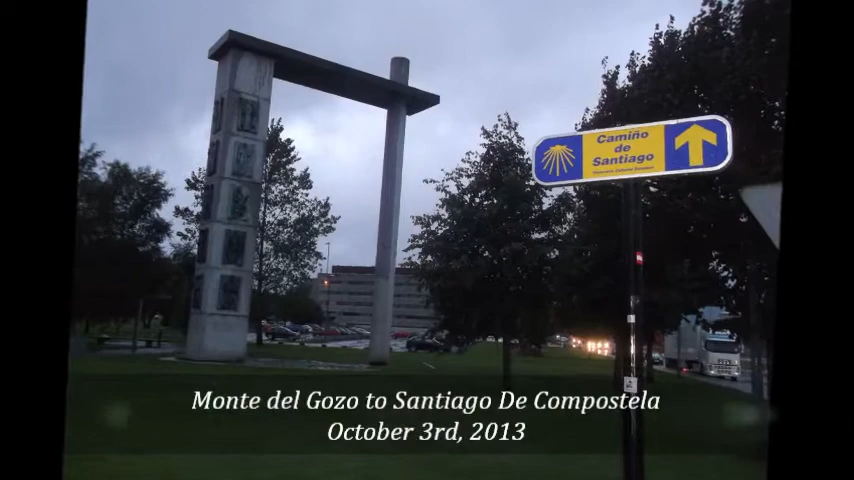 Camiño
de
Santiago
Monte del Gozo to Santiago De Compostela
October 3rd, 2013